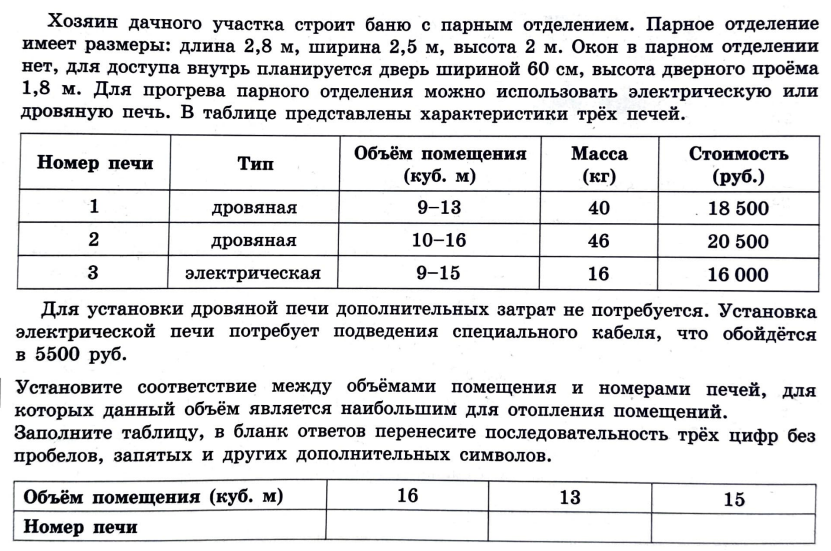 Хозяин дачного участка строит баню с парным отделением. Парное отделение
имеет размеры: длина 2,8 м, ширина 2,5 м, высота 2 м. Окон в парном отделении
нет, для доступа внутрь планируется дверь шириной 60 см, высота дверного проёма
1,8 м. Для прогрева парного отделения можно использовать электрическую или
дровяную печь. В таблице представлены характеристики трёх печей.
Номер печи Тип Объём помещения (куб. м) Масса (кг) Стоимость (руб.)
1 дровяная 9–13 40 18 500
2 дровяная 10–16 46 20 500
3 электрическая 9–15 16 16 000
Для установки дровяной печи дополнительных затрат не потребуется. Установка
электрической печи потребует подведения специального кабеля, что обойдётся
в 5500 руб.
Установите соответствие между объёмами помещения и номерами печей, для
которых данный объём является наибольшим для отопления помещений.
Заполните таблицу, в бланк ответов перенесите последовательность трёх цифр без
пробелов, запятых и других дополнительных символов.
Объём помещения (куб. м) 16 13 15
Номер печи